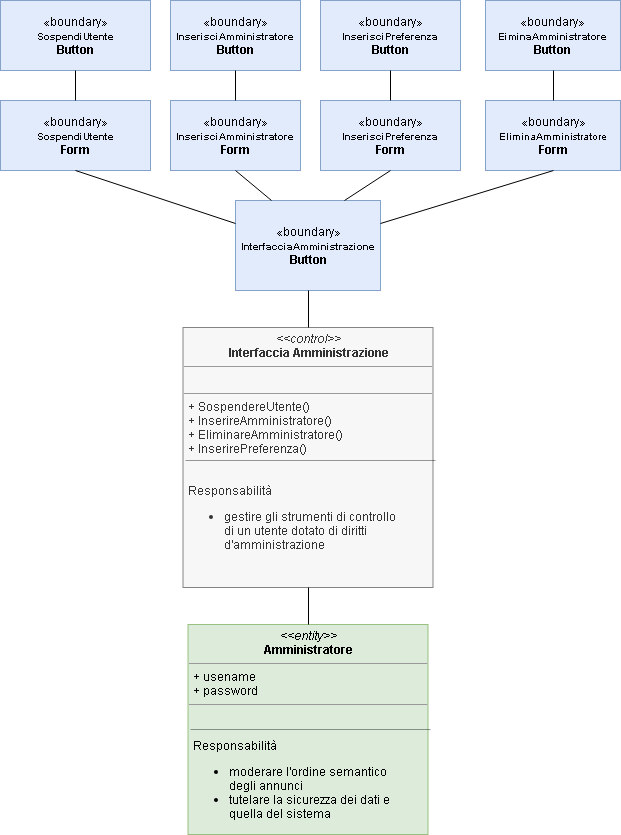 «boundary»
SospendiUtente
Button
«boundary»
InserisciAmministratore
Button
«boundary»
InserisciPreferenza
Button
«boundary»
EiminaAmministratore
Button
«boundary»
SospendiUtente
Form
«boundary»
InserisciAmministratore
Form
«boundary»
InserisciPreferenza
Form
«boundary»
EliminaAmministratore
Form
«boundary»
InterfacciaAmministrazione
Button
<<control>>
Interfaccia Amministrazione
+ SospendereUtente()
+ InserireAmministratore()
+ EliminareAmministratore()
+ InserirePreferenza()
Responsabilità
• gestire gli strumenti di controllo
di un utente dotato di diritti
d'amministrazione
<<entity>>
Amministratore
+ usename
+ password
Responsabilità
• moderare l'ordine semantico
degli annunci
• tutelare la sicurezza dei dati e
quella del sistema